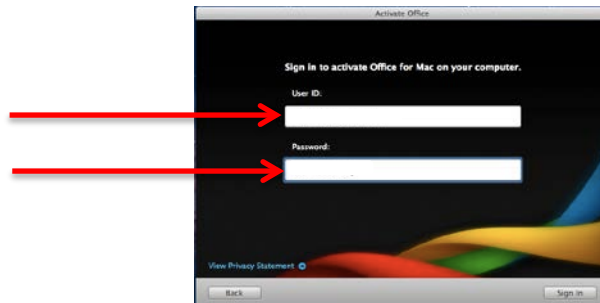 Activate Office
Sign in to activate Office for Mac on your computer.
User ID:
Password:
View Privacy Statement
Back
Sign In